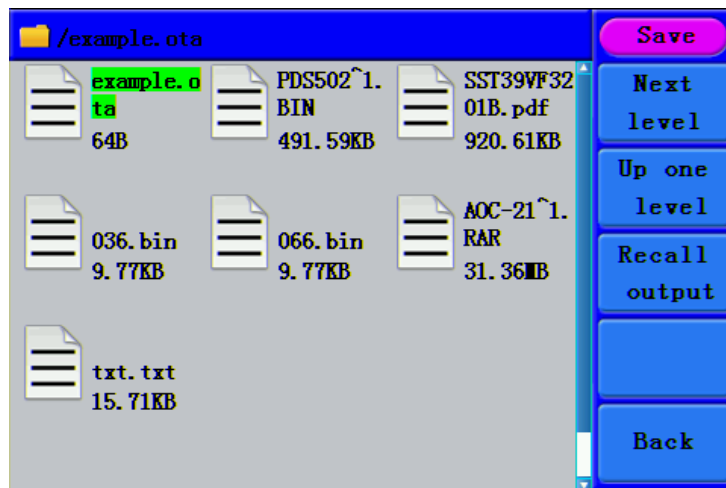 /example.ota
example.o
ta
64B
PDS502~1.
BIN
491.59KB
SST39VF32
01B.pdf
920.61KB
036.bin
9.77KB
066.bin
9.77KB
AOC-21~1.
RAR
31.36MB
txt.txt
15.71KB
Save
Next
level
Up one
level
Recall
output
Back